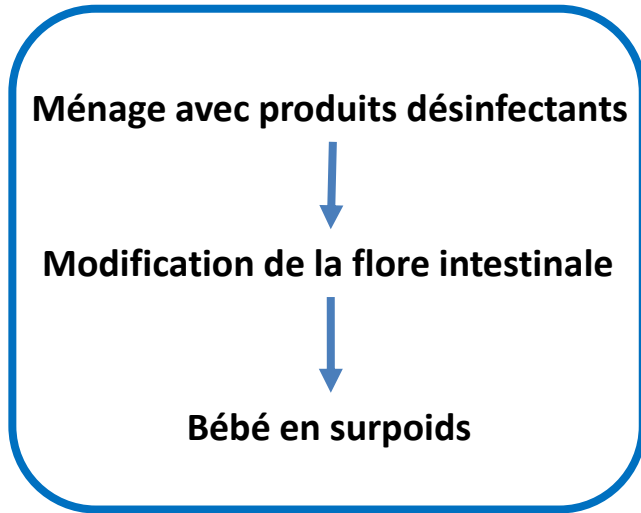 Ménage avec produits désinfectants
Modification de la flore intestinale
Bébé en surpoids